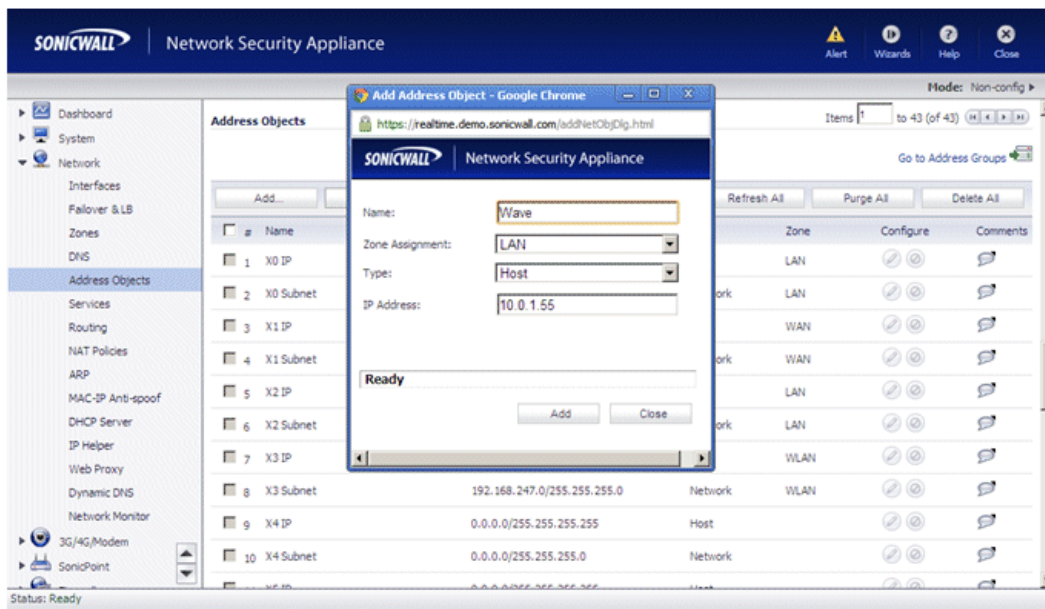 SONICWALL Network Security Appliance
Alert Wizards Help Close
Mode: Non-config
Dashboard
System
Network
Interfaces
Failover & LB
Zones
DNS
Address Objects
Services
Routing
NAT Policies
ARP
MAC-IP Anti-spoof
DHCP Server
IP Helper
Web Proxy
Dynamic DNS
Network Monitor
3G/4G/Modem
SonicPoint
Address Objects
Items 1 to 43 (of 43)
Go to Address Groups
Add... Refresh All Purge All Delete All
# Name Zone Configure Comments
1 X0 IP LAN
2 X0 Subnet ork LAN
3 X1 IP WAN
4 X1 Subnet ork WAN
5 X2 IP LAN
6 X2 Subnet ork LAN
7 X3 IP WLAN
8 X3 Subnet 192.168.247.0/255.255.255.0 Network WLAN
9 X4 IP 0.0.0.0/255.255.255.255 Host
10 X4 Subnet 0.0.0.0/255.255.255.0 Network
Add Address Object - Google Chrome
https://realtime.demo.sonicwall.com/addNetObjDlg.html
SONICWALL Network Security Appliance
Name: Wave
Zone Assignment: LAN
Type: Host
IP Address: 10.0.1.55
Ready
Add Close
Status: Ready